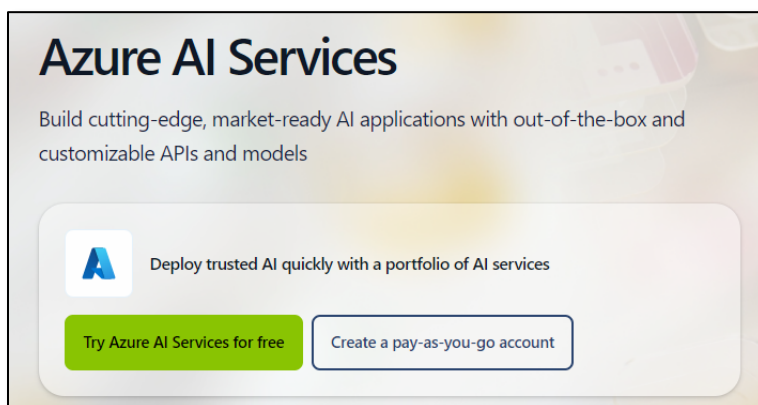 Azure AI Services
Build cutting-edge, market-ready AI applications with out-of-the-box and
customizable APIs and models
Deploy trusted AI quickly with a portfolio of AI services
Try Azure AI Services for free
Create a pay-as-you-go account